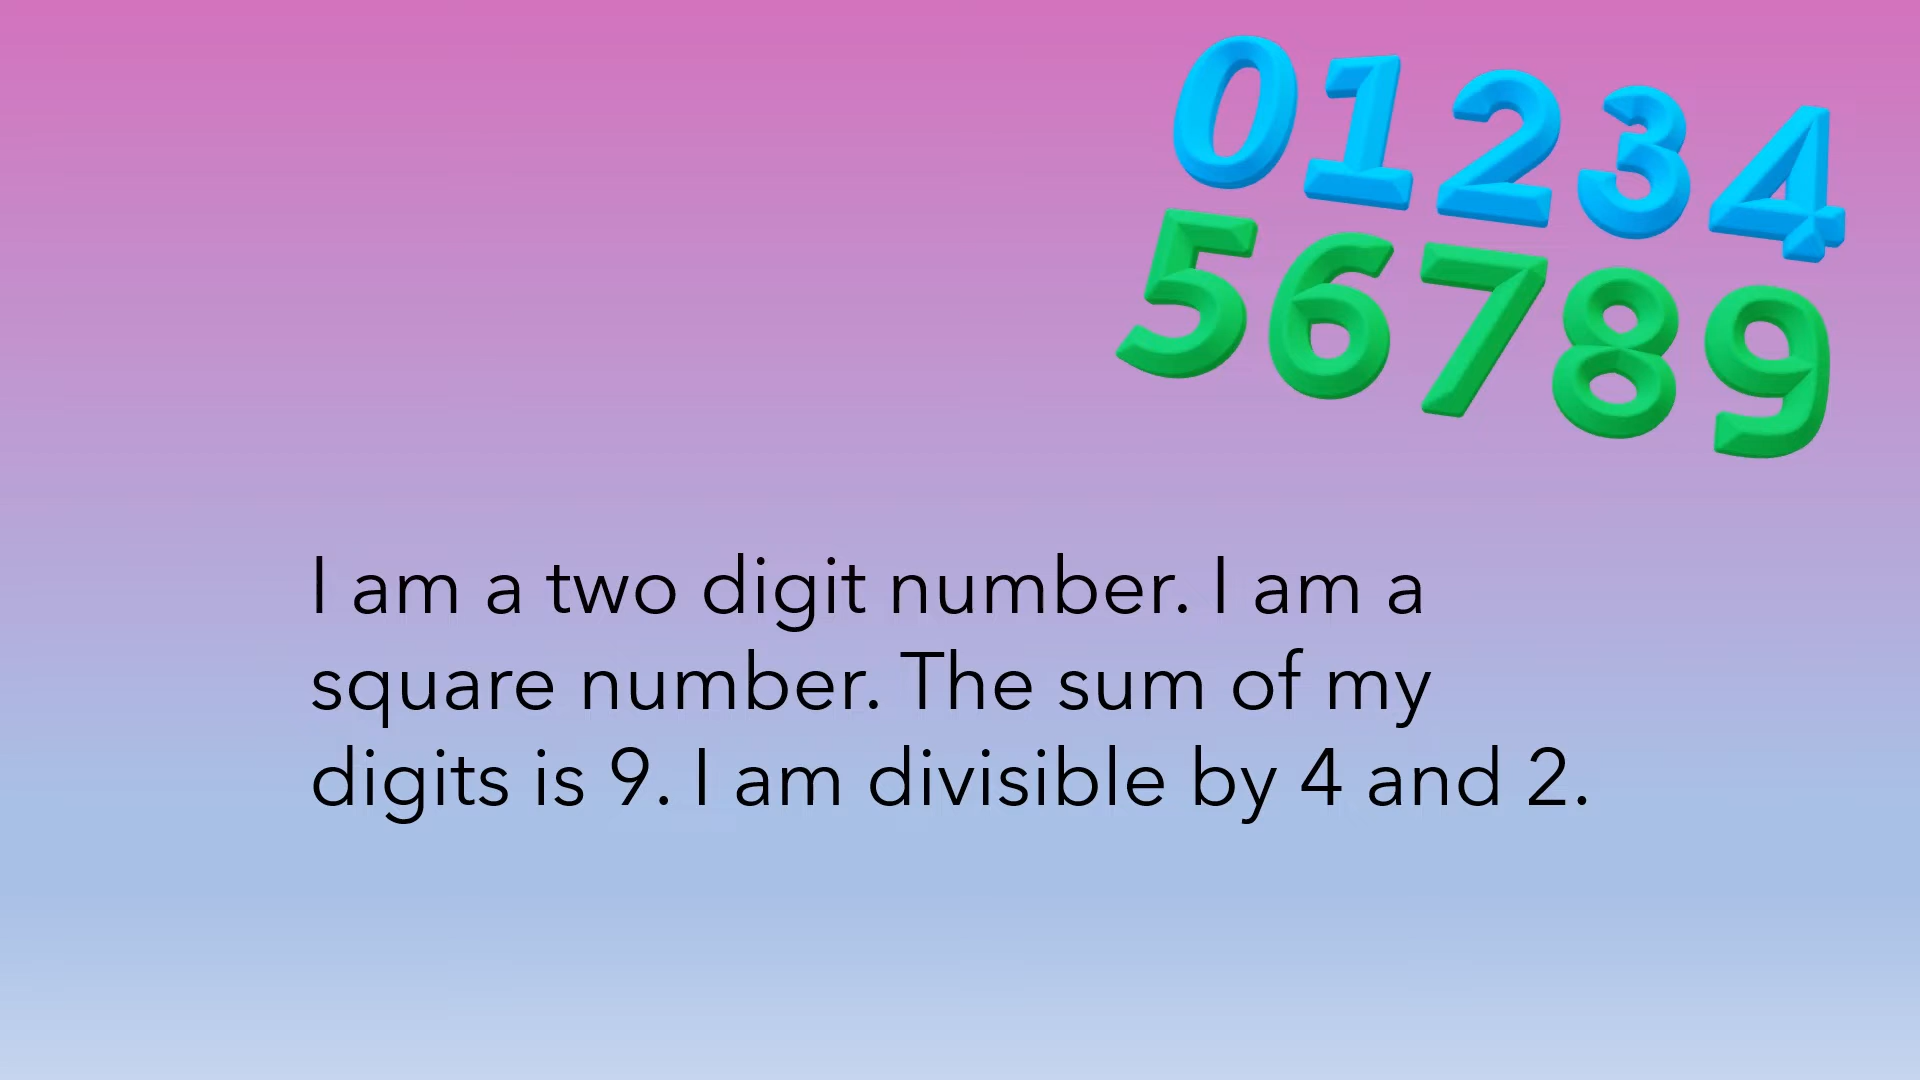 01234
56789
I am a two digit number. I am a
square number. The sum of my
digits is 9. I am divisible by 4 and 2.